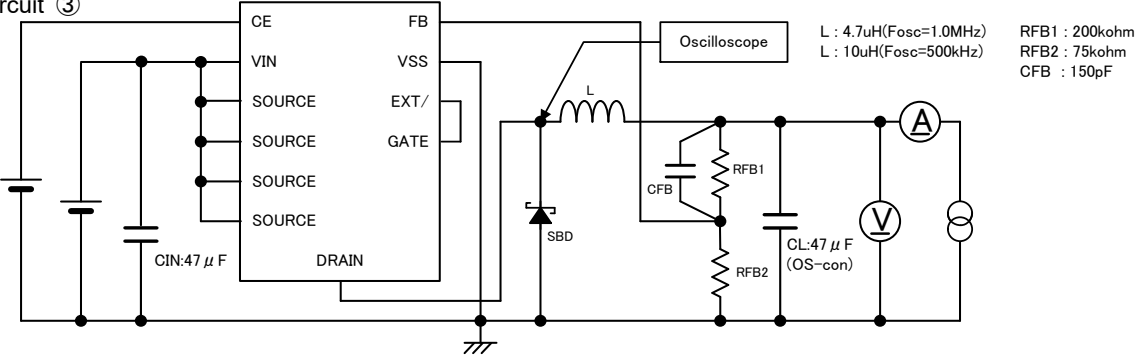 rcuit ③
CE
FB
VIN
VSS
SOURCE
EXT/
SOURCE
GATE
SOURCE
SOURCE
DRAIN
CIN:47μF
Oscilloscope
L
L : 4.7uH(Fosc=1.0MHz)
L : 10uH(Fosc=500kHz)
RFB1 : 200kohm
RFB2 : 75kohm
CFB : 150pF
SBD
CFB
RFB1
RFB2
CL:47μF
(OS-con)
A
V